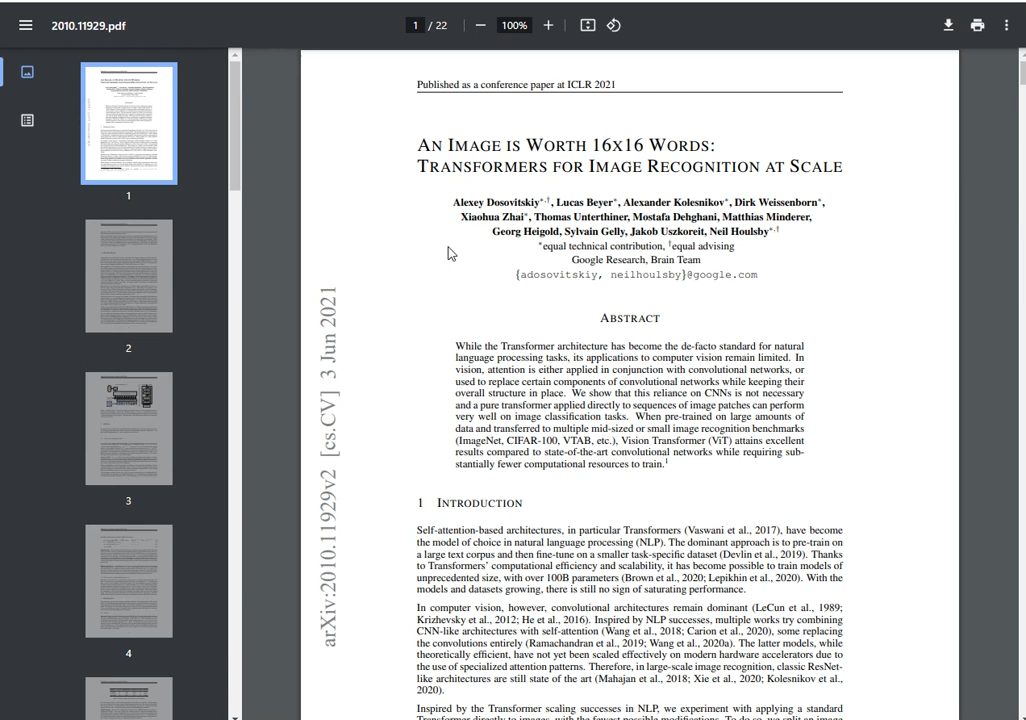 2010.11929.pdf
1 / 22
100%
1
2
3
4
Published as a conference paper at ICLR 2021
AN IMAGE IS WORTH 16X16 WORDS:
TRANSFORMERS FOR IMAGE RECOGNITION AT SCALE
Alexey Dosovitskiy*,†, Lucas Beyer*, Alexander Kolesnikov*, Dirk Weissenborn*,
Xiaohua Zhai*, Thomas Unterthiner, Mostafa Dehghani, Matthias Minderer,
Georg Heigold, Sylvain Gelly, Jakob Uszkoreit, Neil Houlsby*,†
*equal technical contribution, †equal advising
Google Research, Brain Team
{adosovitskiy, neilhoulsby}@google.com
arXiv:2010.11929v2 [cs.CV] 3 Jun 2021
ABSTRACT
While the Transformer architecture has become the de-facto standard for natural
language processing tasks, its applications to computer vision remain limited. In
vision, attention is either applied in conjunction with convolutional networks, or
used to replace certain components of convolutional networks while keeping their
overall structure in place. We show that this reliance on CNNs is not necessary
and a pure transformer applied directly to sequences of image patches can perform
very well on image classification tasks. When pre-trained on large amounts of
data and transferred to multiple mid-sized or small image recognition benchmarks
(ImageNet, CIFAR-100, VTAB, etc.), Vision Transformer (ViT) attains excellent
results compared to state-of-the-art convolutional networks while requiring sub-
stantially fewer computational resources to train.1
1 INTRODUCTION
Self-attention-based architectures, in particular Transformers (Vaswani et al., 2017), have become
the model of choice in natural language processing (NLP). The dominant approach is to pre-train on
a large text corpus and then fine-tune on a smaller task-specific dataset (Devlin et al., 2019). Thanks
to Transformers' computational efficiency and scalability, it has become possible to train models of
unprecedented size, with over 100B parameters (Brown et al., 2020; Lepikhin et al., 2020). With the
models and datasets growing, there is still no sign of saturating performance.
In computer vision, however, convolutional architectures remain dominant (LeCun et al., 1989;
Krizhevsky et al., 2012; He et al., 2016). Inspired by NLP successes, multiple works try combining
CNN-like architectures with self-attention (Wang et al., 2018; Carion et al., 2020), some replacing
the convolutions entirely (Ramachandran et al., 2019; Wang et al., 2020a). The latter models, while
theoretically efficient, have not yet been scaled effectively on modern hardware accelerators due to
the use of specialized attention patterns. Therefore, in large-scale image recognition, classic ResNet-
like architectures are still state of the art (Mahajan et al., 2018; Xie et al., 2020; Kolesnikov et al.,
2020).
Inspired by the Transformer scaling successes in NLP, we experiment with applying a standard
Transformer directly to images, with the fewest possible modifications. To do so, we split an image